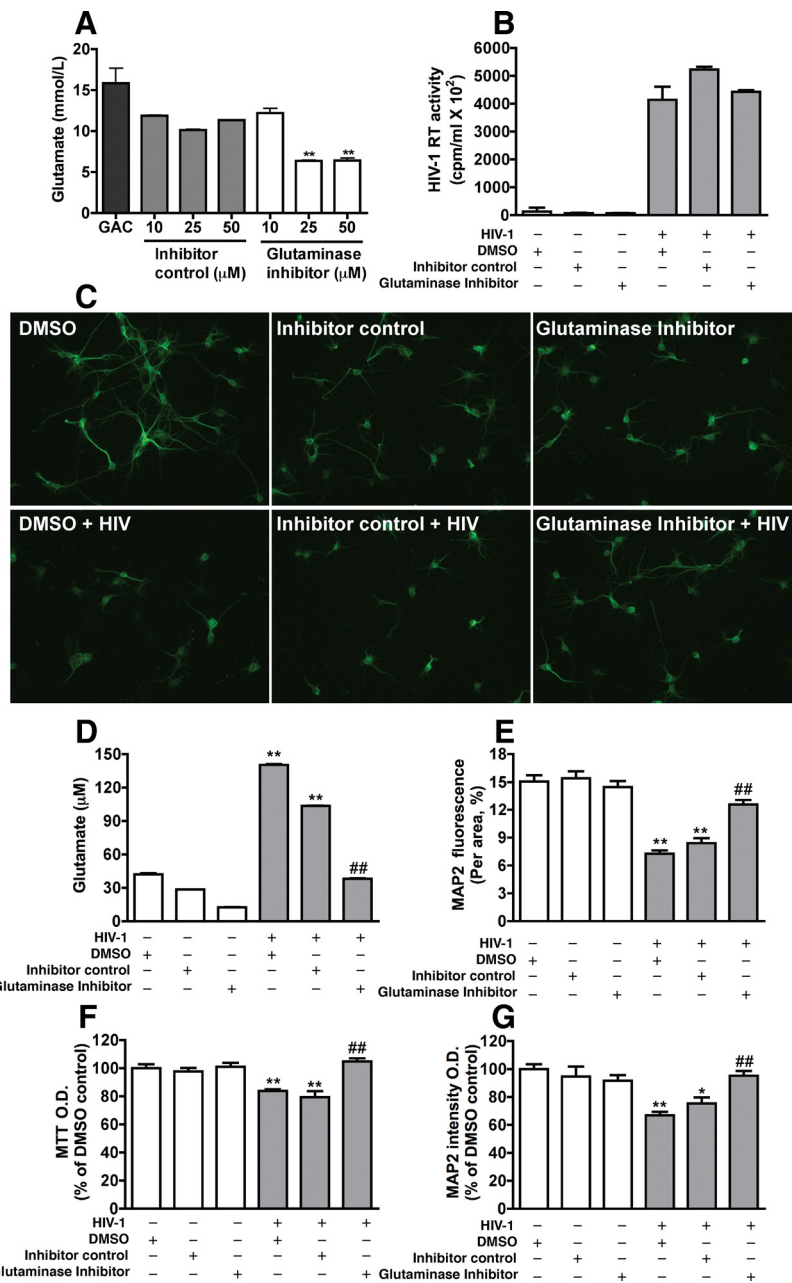 A
Glutamate (mmol/L)
20
15
10
5
0
GAC 10 25 50 10 25 50
** **
Inhibitor control (μM)
Glutaminase inhibitor (μM)
B
HIV-1 RT activity
(cpm/ml X 10²)
6000
5000
4000
3000
2000
1000
0
HIV-1 – – – + + +
DMSO + – – + – –
Inhibitor control – + – – + –
Glutaminase Inhibitor – – + – – +
C
DMSO
Inhibitor control
Glutaminase Inhibitor
DMSO + HIV
Inhibitor control + HIV
Glutaminase Inhibitor + HIV
D
Glutamate (μM)
150
120
90
60
30
0
** ** ##
HIV-1 – – – + + +
DMSO + – – + – –
Inhibitor control – + – – + –
Glutaminase Inhibitor – – + – – +
E
MAP2 fluorescence
(Per area, %)
18
15
12
9
6
3
0
** ** ##
HIV-1 – – – + + +
DMSO + – – + – –
Inhibitor control – + – – + –
Glutaminase Inhibitor – – + – – +
F
MTT O.D.
(% of DMSO control)
120
100
80
60
40
20
0
** ** ##
HIV-1 – – – + + +
DMSO + – – + – –
Inhibitor control – + – – + –
Glutaminase Inhibitor – – + – – +
G
MAP2 intensity O.D.
(% of DMSO control)
120
100
80
60
40
20
0
** * ##
HIV-1 – – – + + +
DMSO + – – + – –
Inhibitor control – + – – + –
Glutaminase Inhibitor – – + – – +